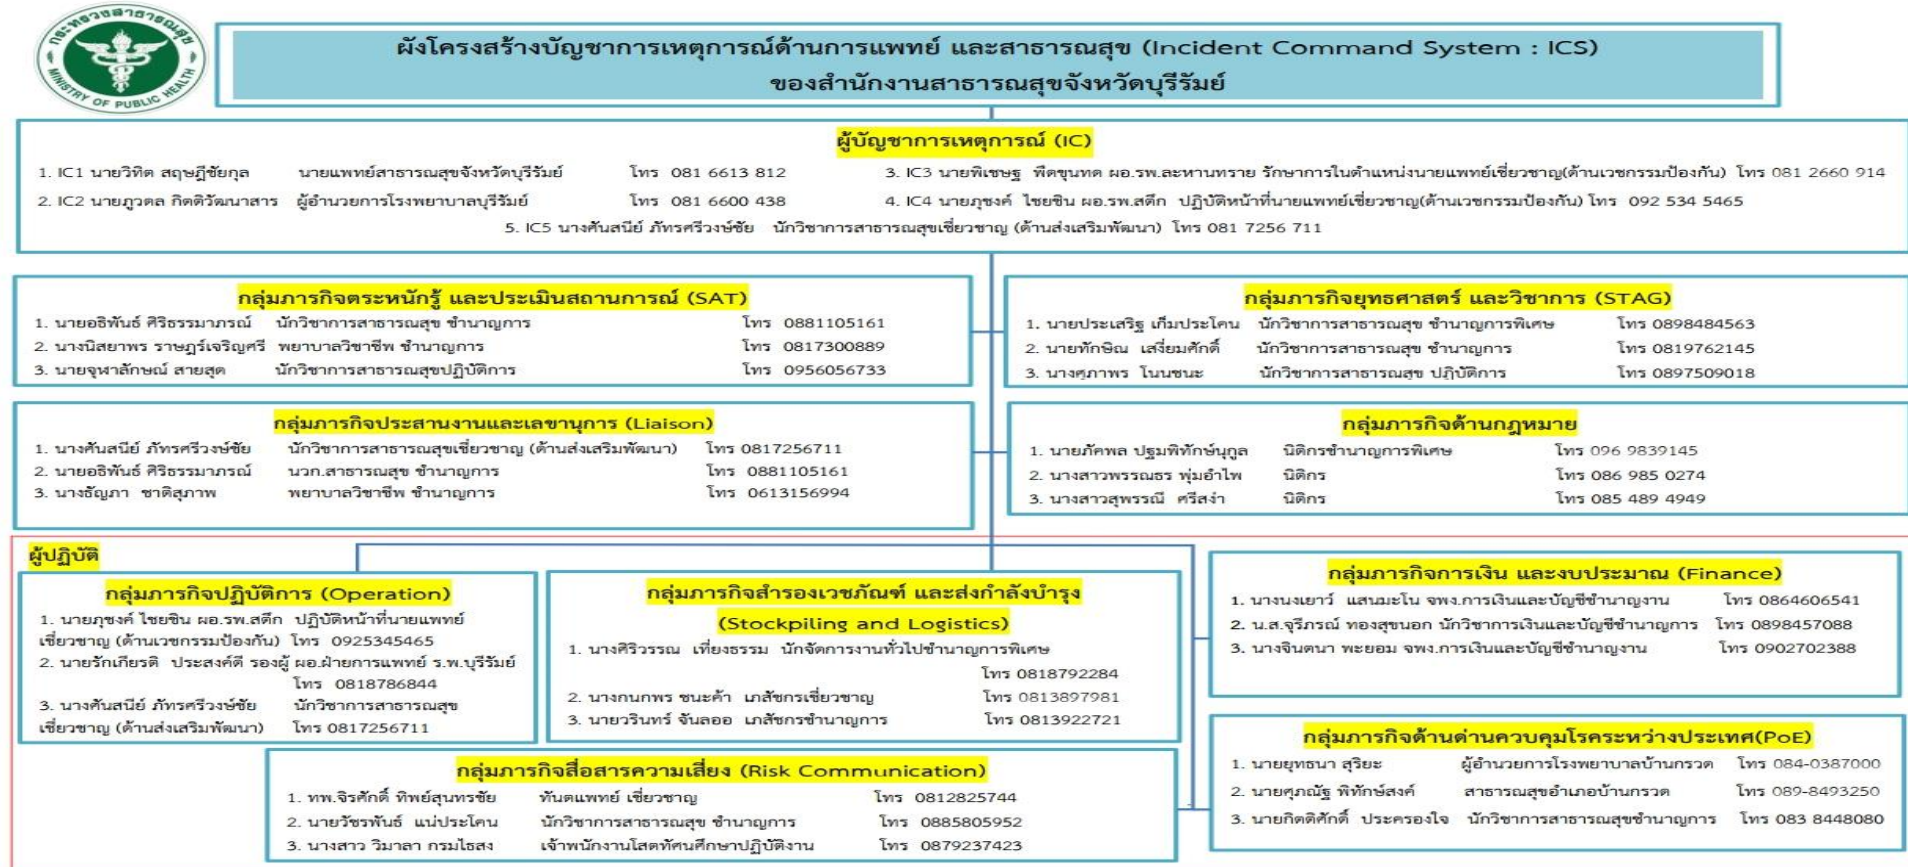 กระทรวงสาธารณสุข
MINISTRY OF PUBLIC HEALTH
ผังโครงสร้างบัญชาการเหตุการณ์ด้านการแพทย์ และสาธารณสุข (Incident Command System : ICS)
ของสำนักงานสาธารณสุขจังหวัดบุรีรัมย์
ผู้บัญชาการเหตุการณ์ (IC)
1. IC1 นายวิทิต สฤษฎีชัยกุล นายแพทย์สาธารณสุขจังหวัดบุรีรัมย์ โทร 081 6613 812
3. IC3 นายพิเชษฐ พืดขุนทด ผอ.รพ.ละหานทราย รักษาการในตำแหน่งนายแพทย์เชี่ยวชาญ(ด้านเวชกรรมป้องกัน) โทร 081 2660 914
2. IC2 นายภูวดล กิตติวัฒนาสาร ผู้อำนวยการโรงพยาบาลบุรีรัมย์ โทร 081 6600 438
4. IC4 นายภุชงค์ ไชยชิน ผอ.รพ.สตึก ปฏิบัติหน้าที่นายแพทย์เชี่ยวชาญ(ด้านเวชกรรมป้องกัน) โทร 092 534 5465
5. IC5 นางศันสนีย์ ภัทรศรีวงษ์ชัย นักวิชาการสาธารณสุขเชี่ยวชาญ (ด้านส่งเสริมพัฒนา) โทร 081 7256 711
กลุ่มภารกิจตระหนักรู้ และประเมินสถานการณ์ (SAT)
1. นายอธิพันธ์ ศิริธรรมาภรณ์ นักวิชาการสาธารณสุข ชำนาญการ โทร 0881105161
2. นางนิสยาพร ราษฎร์เจริญศรี พยาบาลวิชาชีพ ชำนาญการ โทร 0817300889
3. นายจุฬาลักษณ์ สายสุด นักวิชาการสาธารณสุขปฏิบัติการ โทร 0956056733
กลุ่มภารกิจยุทธศาสตร์ และวิชาการ (STAG)
1. นายประเสริฐ เก็มประโคน นักวิชาการสาธารณสุข ชำนาญการพิเศษ โทร 0898484563
2. นายทักษิณ เสงี่ยมศักดิ์ นักวิชาการสาธารณสุข ชำนาญการ โทร 0819762145
3. นางศุภาพร โนนชนะ นักวิชาการสาธารณสุข ปฏิบัติการ โทร 0897509018
กลุ่มภารกิจประสานงานและเลขานุการ (Liaison)
1. นางศันสนีย์ ภัทรศรีวงษ์ชัย นักวิชาการสาธารณสุขเชี่ยวชาญ (ด้านส่งเสริมพัฒนา) โทร 0817256711
2. นายอธิพันธ์ ศิริธรรมาภรณ์ นวก.สาธารณสุข ชำนาญการ โทร 0881105161
3. นางธัญภา ชาติสุภาพ พยาบาลวิชาชีพ ชำนาญการ โทร 0613156994
กลุ่มภารกิจด้านกฎหมาย
1. นายภัคพล ปฐมพิทักษ์นุกูล นิติกรชำนาญการพิเศษ โทร 096 9839145
2. นางสาวพรรณธร พุ่มอำไพ นิติกร โทร 086 985 0274
3. นางสาวสุพรรณี ศรีสง่า นิติกร โทร 085 489 4949
ผู้ปฏิบัติ
กลุ่มภารกิจปฏิบัติการ (Operation)
1. นายภุชงค์ ไชยชิน ผอ.รพ.สตึก ปฏิบัติหน้าที่นายแพทย์
เชี่ยวชาญ (ด้านเวชกรรมป้องกัน) โทร 0925345465
2. นายรักเกียรติ ประสงค์ดี รองผู้ ผอ.ฝ่ายการแพทย์ ร.พ.บุรีรัมย์
โทร 0818786844
3. นางศันสนีย์ ภัทรศรีวงษ์ชัย นักวิชาการสาธารณสุข
เชี่ยวชาญ (ด้านส่งเสริมพัฒนา) โทร 0817256711
กลุ่มภารกิจสำรองเวชภัณฑ์ และส่งกำลังบำรุง
(Stockpiling and Logistics)
1. นางศิริวรรณ เที่ยงธรรม นักจัดการงานทั่วไปชำนาญการพิเศษ
โทร 0818792284
2. นางกนกพร ชนะค้า เภสัชกรเชี่ยวชาญ โทร 0813897981
3. นายวรินทร์ จันลออ เภสัชกรชำนาญการ โทร 0813922721
กลุ่มภารกิจการเงิน และงบประมาณ (Finance)
1. นางนงเยาว์ แสนมะโน จพง.การเงินและบัญชีชำนาญงาน โทร 0864606541
2. น.ส.จุรีภรณ์ ทองสุขนอก นักวิชาการเงินและบัญชีชำนาญการ โทร 0898457088
3. นางจินตนา พะยอม จพง.การเงินและบัญชีชำนาญงาน โทร 0902702388
กลุ่มภารกิจด้านด่านควบคุมโรคระหว่างประเทศ(PoE)
1. นายยุทธนา สุริยะ ผู้อำนวยการโรงพยาบาลบ้านกรวด โทร 084-0387000
2. นายศุภณัฐ พิทักษ์สงค์ สาธารณสุขอำเภอบ้านกรวด โทร 089-8493250
3. นายกิตติศักดิ์ ประครองใจ นักวิชาการสาธารณสุขชำนาญการ โทร 083 8448080
กลุ่มภารกิจสื่อสารความเสี่ยง (Risk Communication)
1. ทพ.จิรศักดิ์ ทิพย์สุนทรชัย ทันตแพทย์ เชี่ยวชาญ โทร 0812825744
2. นายวัชรพันธ์ แน่ประโคน นักวิชาการสาธารณสุข ชำนาญการ โทร 0885805952
3. นางสาว วิมาลา กรมไธสง เจ้าพนักงานโสตทัศนศึกษาปฏิบัติงาน โทร 0879237423